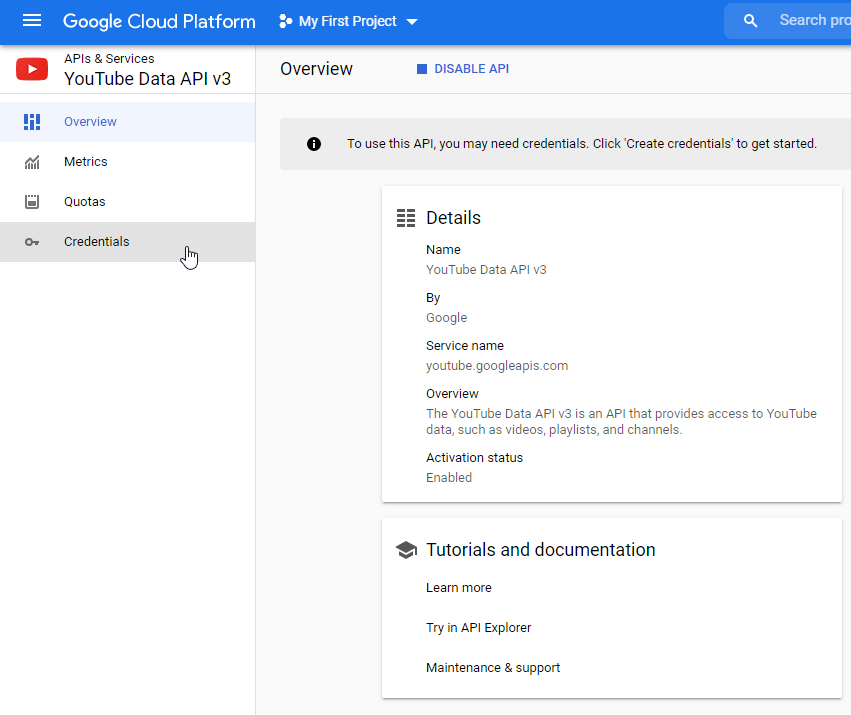 Google Cloud Platform
My First Project
Search pro
APIs & Services
YouTube Data API v3
Overview
DISABLE API
Overview
Metrics
Quotas
Credentials
To use this API, you may need credentials. Click 'Create credentials' to get started.
Details
Name
YouTube Data API v3
By
Google
Service name
youtube.googleapis.com
Overview
The YouTube Data API v3 is an API that provides access to YouTube
data, such as videos, playlists, and channels.
Activation status
Enabled
Tutorials and documentation
Learn more
Try in API Explorer
Maintenance & support